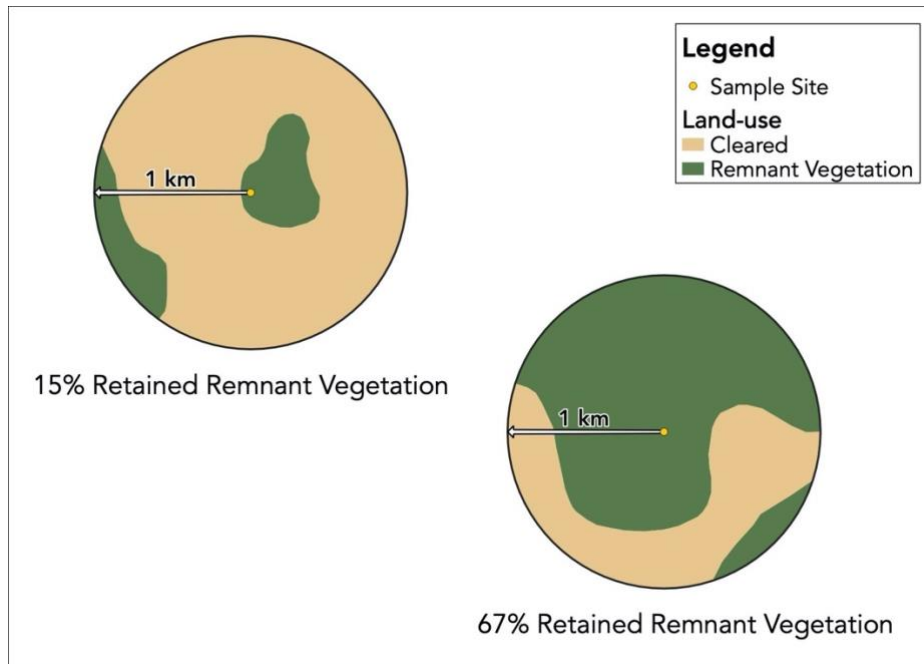 Legend
Sample Site
Land-use
Cleared
Remnant Vegetation
1 km
15% Retained Remnant Vegetation
1 km
67% Retained Remnant Vegetation